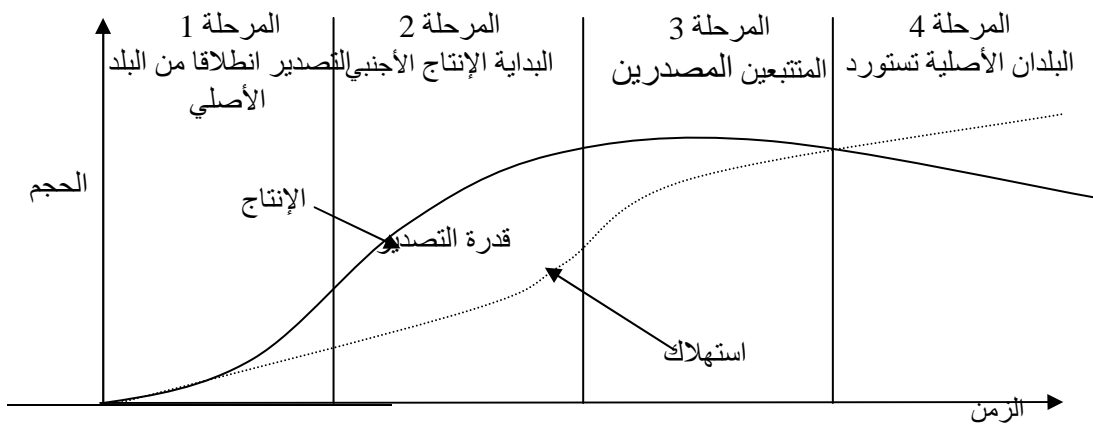 المرحلة 1
التصدير انطلاقا من البلد
الأصلي
المرحلة 2
البداية الإنتاج الأجنبي
المرحلة 3
المتتبعين المصدرين
المرحلة 4
البلدان الأصلية تستورد
الحجم
الإنتاج
قدرة التصدير
استهلاك
الزمن